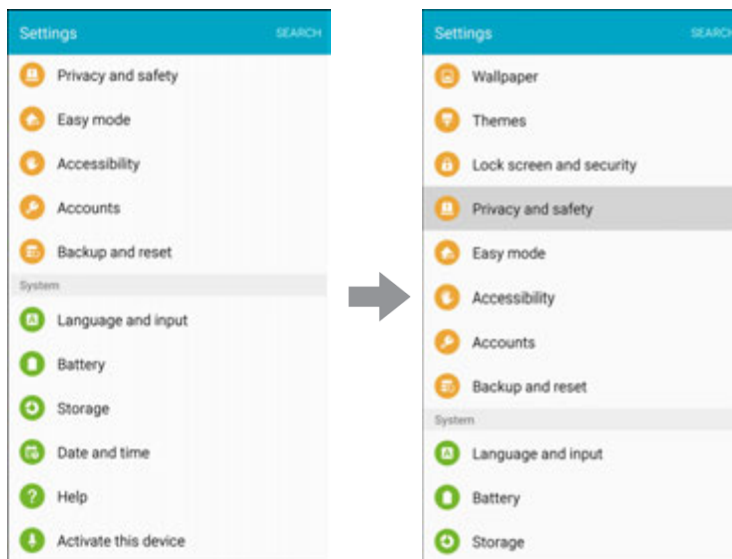 Settings
SEARCH
Privacy and safety
Easy mode
Accessibility
Accounts
Backup and reset
System
Language and input
Battery
Storage
Date and time
Help
Activate this device
Settings
SEARCH
Wallpaper
Themes
Lock screen and security
Privacy and safety
Easy mode
Accessibility
Accounts
Backup and reset
System
Language and input
Battery
Storage